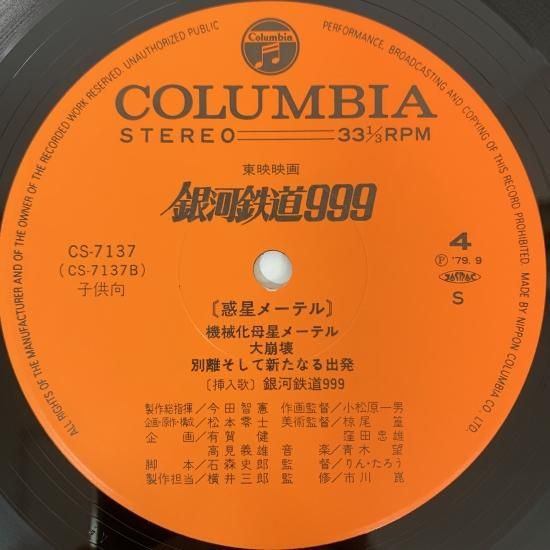 ALL RIGHTS OF THE MANUFACTURER AND OF THE OWNER OF THE RECORDED WORK RESERVED. UNAUTHORIZED PUBLIC PERFORMANCE, BROADCASTING AND COPYING OF THIS RECORD PROHIBITED. MADE BY NIPPON COLUMBIA CO., LTD.
Columbia
COLUMBIA
STEREO 33 1/3 RPM
東映映画
銀河鉄道999
CS-7137
(CS-7137B)
子供向
4
Ⓟ '79. 9
JASRAC
S
〔惑星メーテル〕
機械化母星メーテル
大崩壊
別離そして新たなる出発
〔挿入歌〕銀河鉄道999
製作総指揮/今田智憲 作画監督/小松原一男
企画・原作・構成/松本零士 美術監督/椋尾 篁
企画/有賀 健 窪田忠雄
高見義雄 音楽/青木 望
脚本/石森史郎 監督/りん・たろう
製作担当/横井三郎 監修/市川 崑